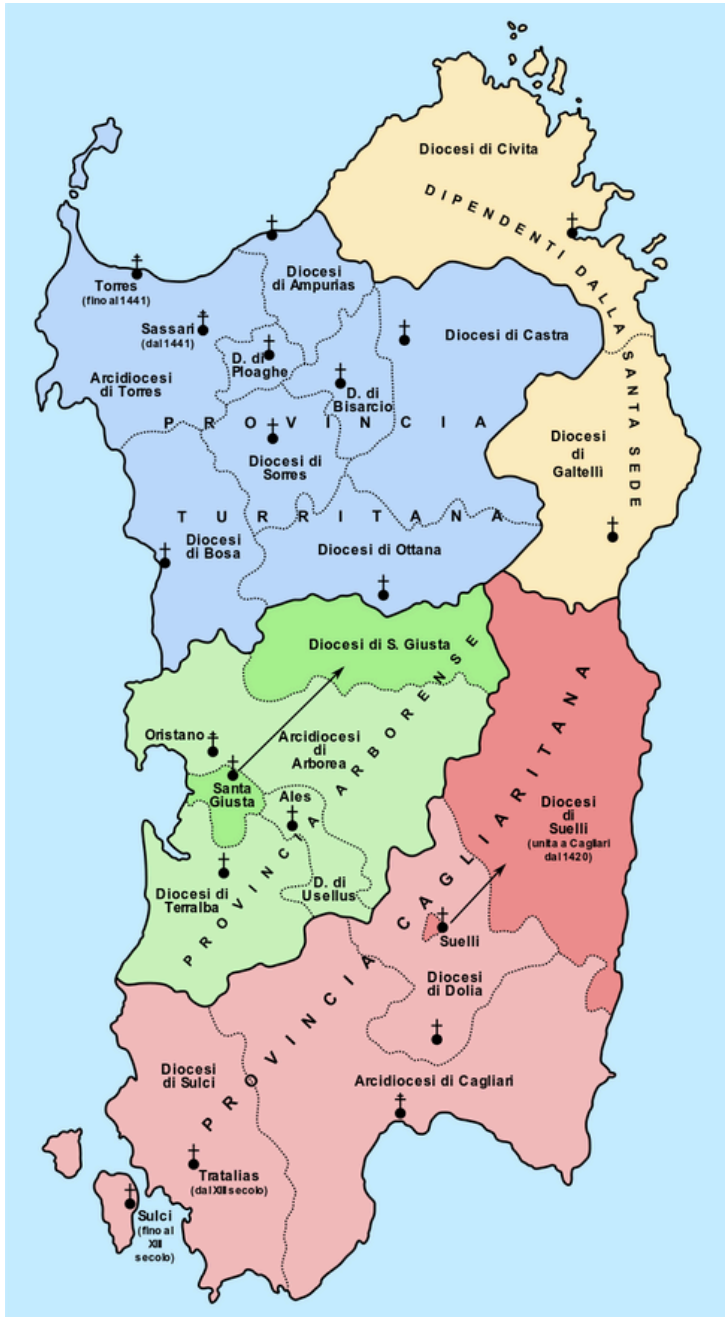 Diocesi di Civita
DIPENDENTI DALLA SANTA SEDE
Torres
(fino al 1441)
Diocesi
di Ampurias
Sassari
(dal 1441)
Diocesi di Castra
D. di
Ploaghe
Arcidiocesi
di Torres
D. di
Bisarcio
PROVINCIA
TURRITANA
Diocesi
di
Galtellì
Diocesi di
Sorres
Diocesi
di Bosa
Diocesi di Ottana
Diocesi di S. Giusta
PROVINCIA ARBORENSE
Oristano
Arcidiocesi
di
Arborea
Santa
Giusta
Ales
D. di
Usellus
Diocesi di
Terralba
PROVINCIA CAGLIARITANA
Diocesi
di
Suelli
(unita a Cagliari
dal 1420)
Suelli
Diocesi
di Dolia
Diocesi
di Sulci
Arcidiocesi di Cagliari
Tratalias
(dal XIII secolo)
Sulci
(fino al
XIII
secolo)